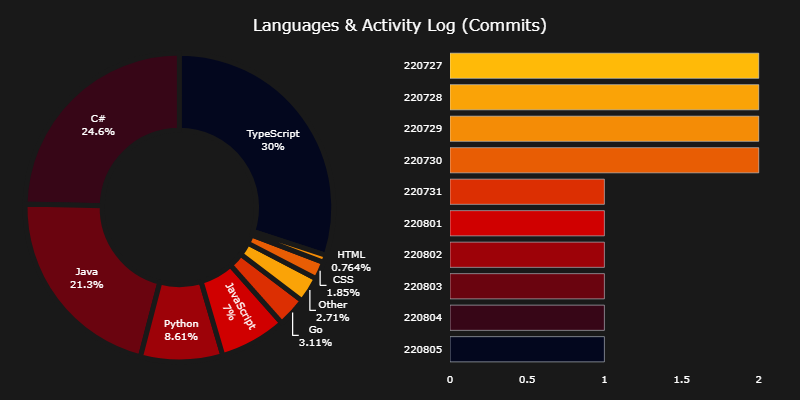 Languages & Activity Log (Commits)
TypeScript
30%
C#
24.6%
Java
21.3%
Python
8.61%
JavaScript
7%
Go
3.11%
Other
2.71%
CSS
1.85%
HTML
0.764%
220727
220728
220729
220730
220731
220801
220802
220803
220804
220805
0 0.5 1 1.5 2